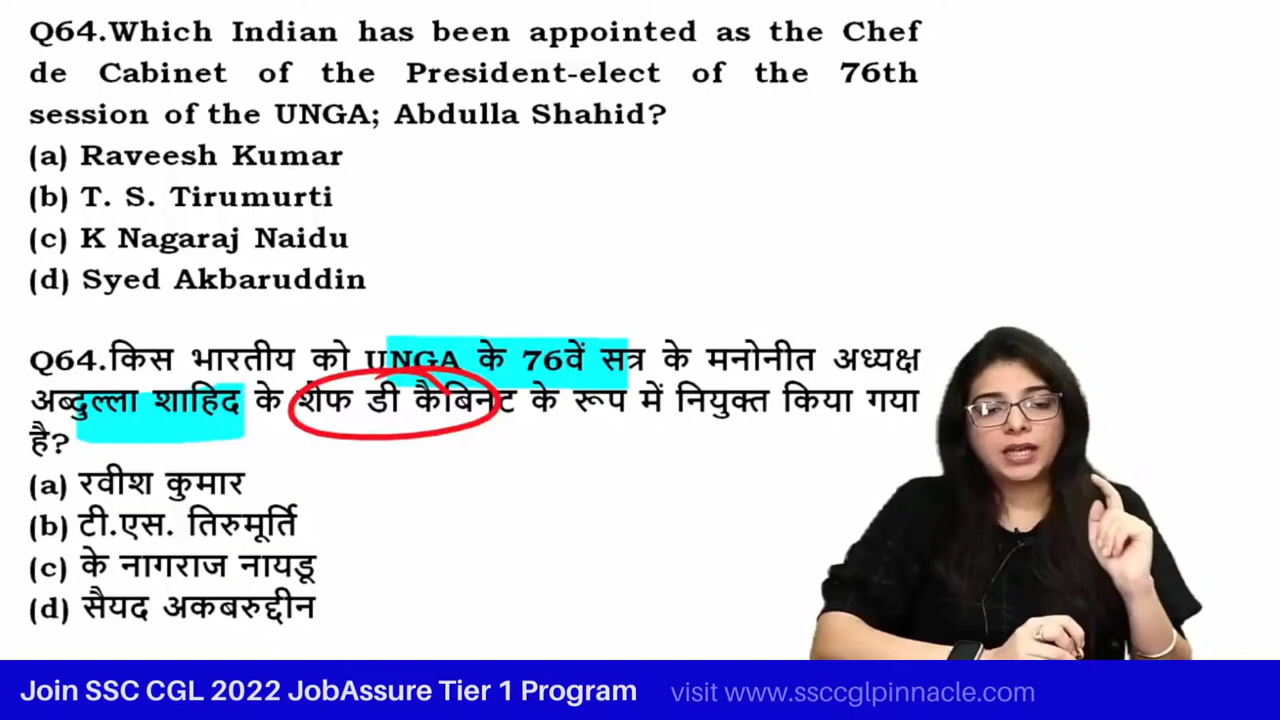 Q64.Which Indian has been appointed as the Chef
de Cabinet of the President-elect of the 76th
session of the UNGA; Abdulla Shahid?
(a) Raveesh Kumar
(b) T. S. Tirumurti
(c) K Nagaraj Naidu
(d) Syed Akbaruddin
Q64.किस भारतीय को UNGA के 76वें सत्र के मनोनीत अध्यक्ष
अब्दुल्ला शाहिद के शेफ डी कैबिनेट के रूप में नियुक्त किया गया
है?
(a) रवीश कुमार
(b) टी.एस. तिरुमूर्ति
(c) के नागराज नायडू
(d) सैयद अकबरुद्दीन
Join SSC CGL 2022 JobAssure Tier 1 Program visit www.ssccglpinnacle.com